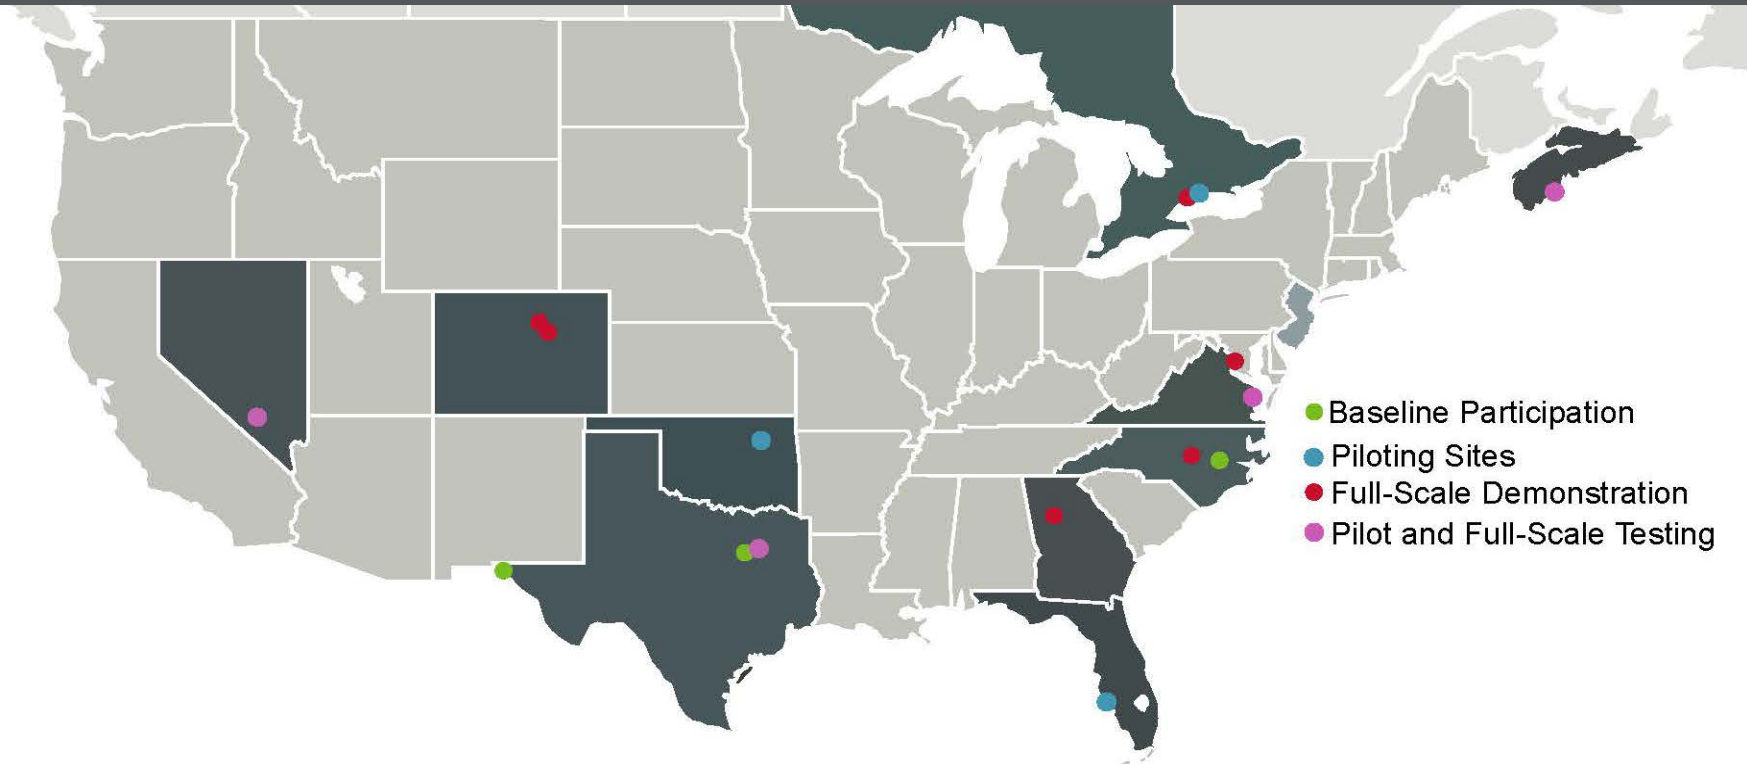 Baseline Participation
Piloting Sites
Full-Scale Demonstration
Pilot and Full-Scale Testing